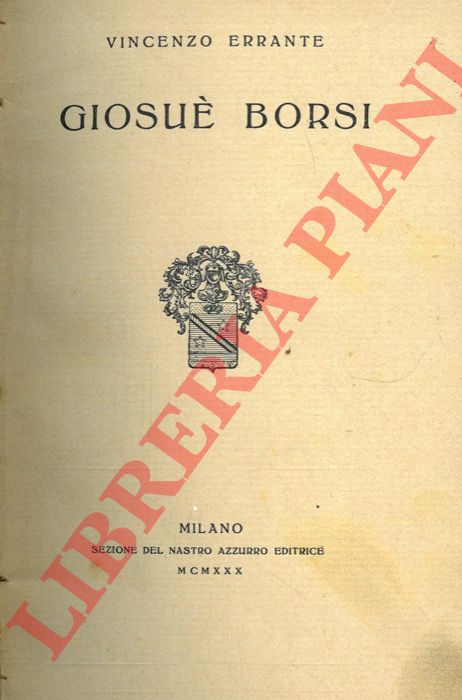 VINCENZO ERRANTE
GIOSUÈ BORSI
LIBRERIA PIANI
MILANO
SEZIONE DEL NASTRO AZZURRO EDITRICE
MCMXXX